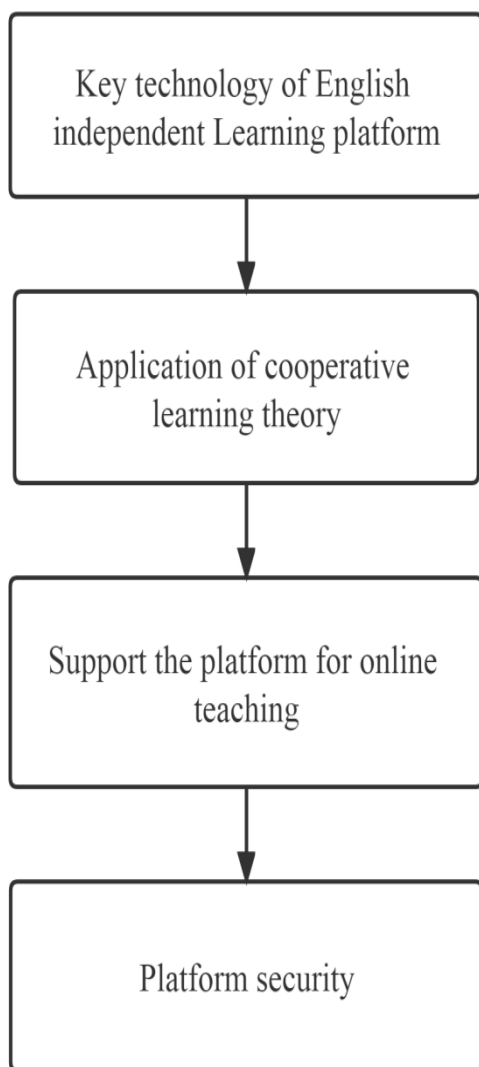 Key technology of English
independent Learning platform
Application of cooperative
learning theory
Support the platform for online
teaching
Platform security